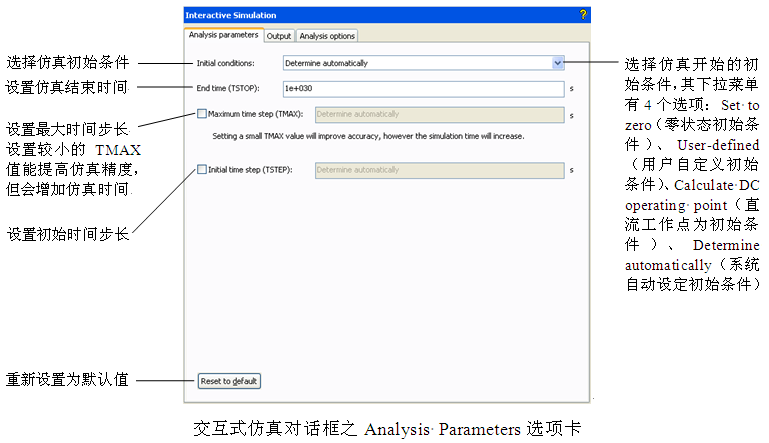 Interactive Simulation
?
Analysis parameters
Output
Analysis options
选择仿真初始条件
Initial conditions:
Determine automatically
设置仿真结束时间
End time (TSTOP):
1e+030
s
设置最大时间步长
设置较小的 TMAX
值能提高仿真精度，
但会增加仿真时间
Maximum time step (TMAX):
Determine automatically
s
Setting a small TMAX value will improve accuracy, however the simulation time will increase.
Initial time step (TSTEP):
Determine automatically
s
设置初始时间步长
选择仿真开始的初
始条件，其下拉菜单
有 4 个选项：Set to
zero（零状态初始条
件）、User-defined
（用户自定义初始
条件）、Calculate DC
operating point（直
流工作点为初始条
件）、Determine
automatically（系统
自动设定初始条件）
重新设置为默认值
Reset to default
交互式仿真对话框之 Analysis Parameters 选项卡